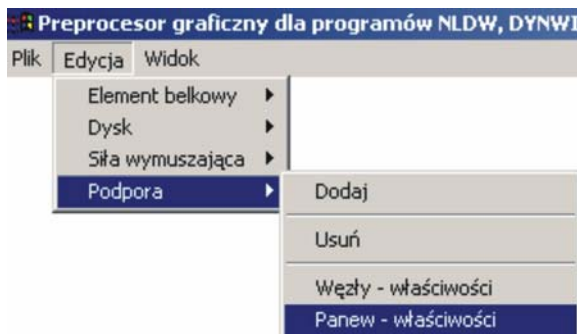 Preprocesor graficzny dla programów NLDW, DYNWI
Plik Edycja Widok
Element belkowy
Dysk
Siła wymuszająca
Podpora
Dodaj
Usuń
Węzły - właściwości
Panew - właściwości